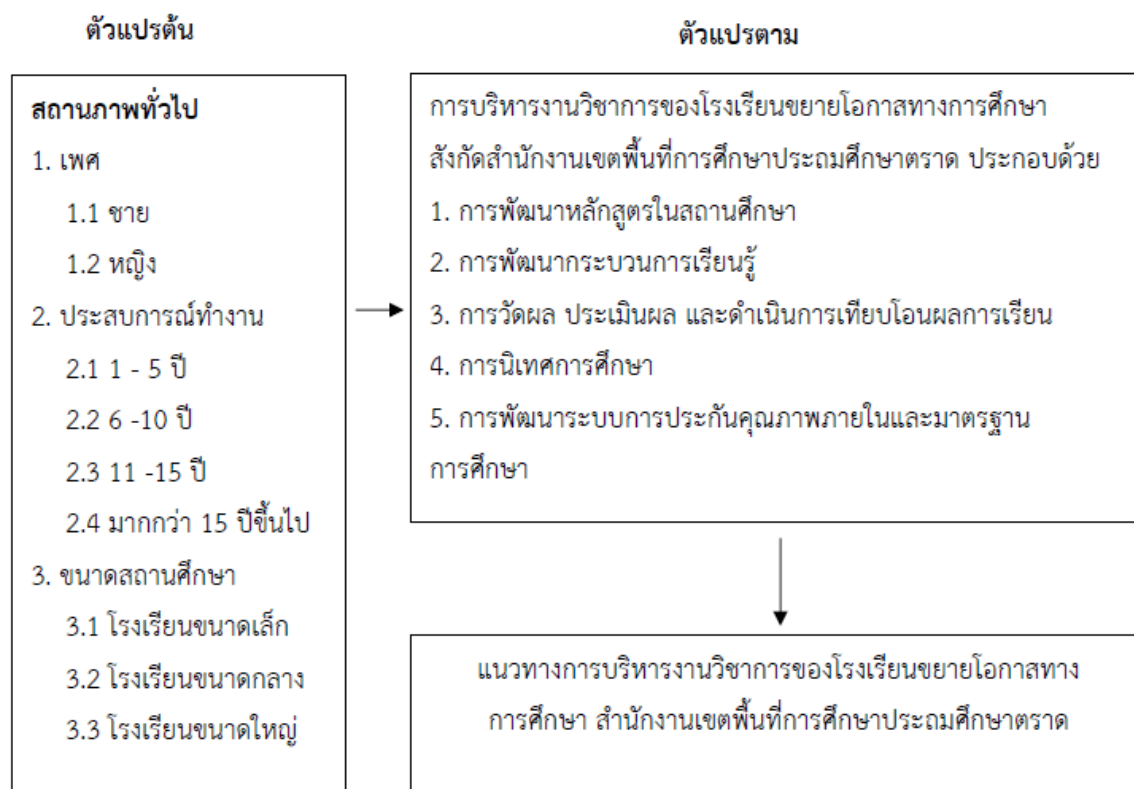 ตัวแปรต้น
ตัวแปรตาม
สถานภาพทั่วไป
1. เพศ
1.1 ชาย
1.2 หญิง
2. ประสบการณ์ทำงาน
2.1 1 - 5 ปี
2.2 6 -10 ปี
2.3 11 -15 ปี
2.4 มากกว่า 15 ปีขึ้นไป
3. ขนาดสถานศึกษา
3.1 โรงเรียนขนาดเล็ก
3.2 โรงเรียนขนาดกลาง
3.3 โรงเรียนขนาดใหญ่
การบริหารงานวิชาการของโรงเรียนขยายโอกาสทางการศึกษา
สังกัดสำนักงานเขตพื้นที่การศึกษาประถมศึกษาตราด ประกอบด้วย
1. การพัฒนาหลักสูตรในสถานศึกษา
2. การพัฒนากระบวนการเรียนรู้
3. การวัดผล ประเมินผล และดำเนินการเทียบโอนผลการเรียน
4. การนิเทศการศึกษา
5. การพัฒนาระบบการประกันคุณภาพภายในและมาตรฐาน
การศึกษา
แนวทางการบริหารงานวิชาการของโรงเรียนขยายโอกาสทาง
การศึกษา สำนักงานเขตพื้นที่การศึกษาประถมศึกษาตราด